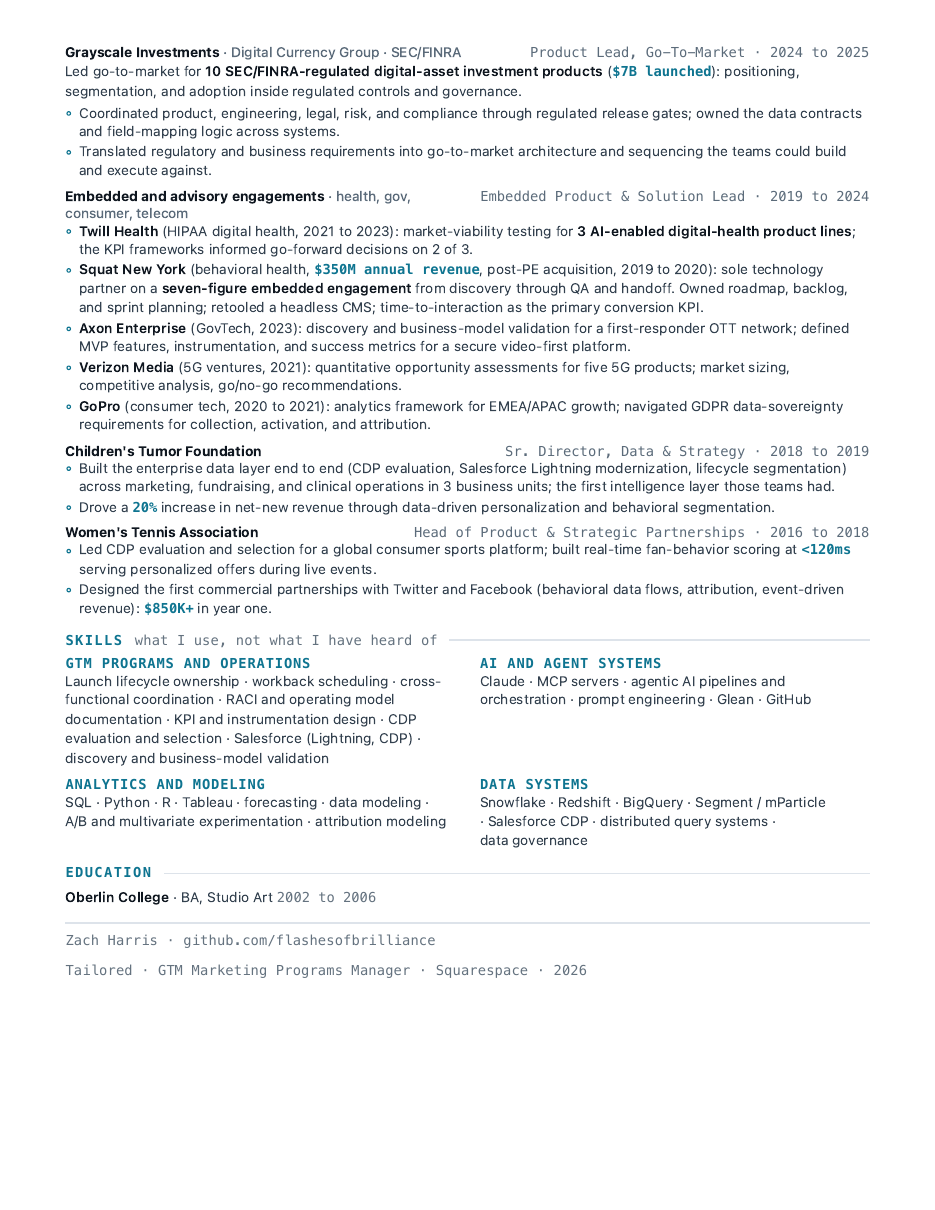 Grayscale Investments · Digital Currency Group · SEC/FINRA Product Lead, Go-To-Market · 2024 to 2025
Led go-to-market for 10 SEC/FINRA-regulated digital-asset investment products ($7B launched): positioning,
segmentation, and adoption inside regulated controls and governance.
Coordinated product, engineering, legal, risk, and compliance through regulated release gates; owned the data contracts
and field-mapping logic across systems.
Translated regulatory and business requirements into go-to-market architecture and sequencing the teams could build
and execute against.
Embedded and advisory engagements · health, gov, Embedded Product & Solution Lead · 2019 to 2024
consumer, telecom
Twill Health (HIPAA digital health, 2021 to 2023): market-viability testing for 3 AI-enabled digital-health product lines;
the KPI frameworks informed go-forward decisions on 2 of 3.
Squat New York (behavioral health, $350M annual revenue, post-PE acquisition, 2019 to 2020): sole technology
partner on a seven-figure embedded engagement from discovery through QA and handoff. Owned roadmap, backlog,
and sprint planning; retooled a headless CMS; time-to-interaction as the primary conversion KPI.
Axon Enterprise (GovTech, 2023): discovery and business-model validation for a first-responder OTT network; defined
MVP features, instrumentation, and success metrics for a secure video-first platform.
Verizon Media (5G ventures, 2021): quantitative opportunity assessments for five 5G products; market sizing,
competitive analysis, go/no-go recommendations.
GoPro (consumer tech, 2020 to 2021): analytics framework for EMEA/APAC growth; navigated GDPR data-sovereignty
requirements for collection, activation, and attribution.
Children's Tumor Foundation Sr. Director, Data & Strategy · 2018 to 2019
Built the enterprise data layer end to end (CDP evaluation, Salesforce Lightning modernization, lifecycle segmentation)
across marketing, fundraising, and clinical operations in 3 business units; the first intelligence layer those teams had.
Drove a 20% increase in net-new revenue through data-driven personalization and behavioral segmentation.
Women's Tennis Association Head of Product & Strategic Partnerships · 2016 to 2018
Led CDP evaluation and selection for a global consumer sports platform; built real-time fan-behavior scoring at <120ms
serving personalized offers during live events.
Designed the first commercial partnerships with Twitter and Facebook (behavioral data flows, attribution, event-driven
revenue): $850K+ in year one.
SKILLS what I use, not what I have heard of
GTM PROGRAMS AND OPERATIONS
Launch lifecycle ownership · workback scheduling · cross-
functional coordination · RACI and operating model
documentation · KPI and instrumentation design · CDP
evaluation and selection · Salesforce (Lightning, CDP) ·
discovery and business-model validation
AI AND AGENT SYSTEMS
Claude · MCP servers · agentic AI pipelines and
orchestration · prompt engineering · Glean · GitHub
ANALYTICS AND MODELING
SQL · Python · R · Tableau · forecasting · data modeling ·
A/B and multivariate experimentation · attribution modeling
DATA SYSTEMS
Snowflake · Redshift · BigQuery · Segment / mParticle
· Salesforce CDP · distributed query systems ·
data governance
EDUCATION
Oberlin College · BA, Studio Art 2002 to 2006
Zach Harris · github.com/flashesofbrilliance
Tailored · GTM Marketing Programs Manager · Squarespace · 2026